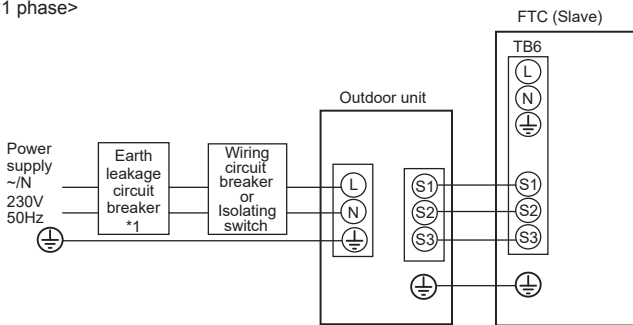 1 phase>
FTC (Slave)
TB6
L
N
Outdoor unit
Power
supply
~/N
230V
50Hz
Earth
leakage
circuit
breaker
*1
Wiring
circuit
breaker
or
Isolating
switch
L
N
S1
S2
S3
S1
S2
S3